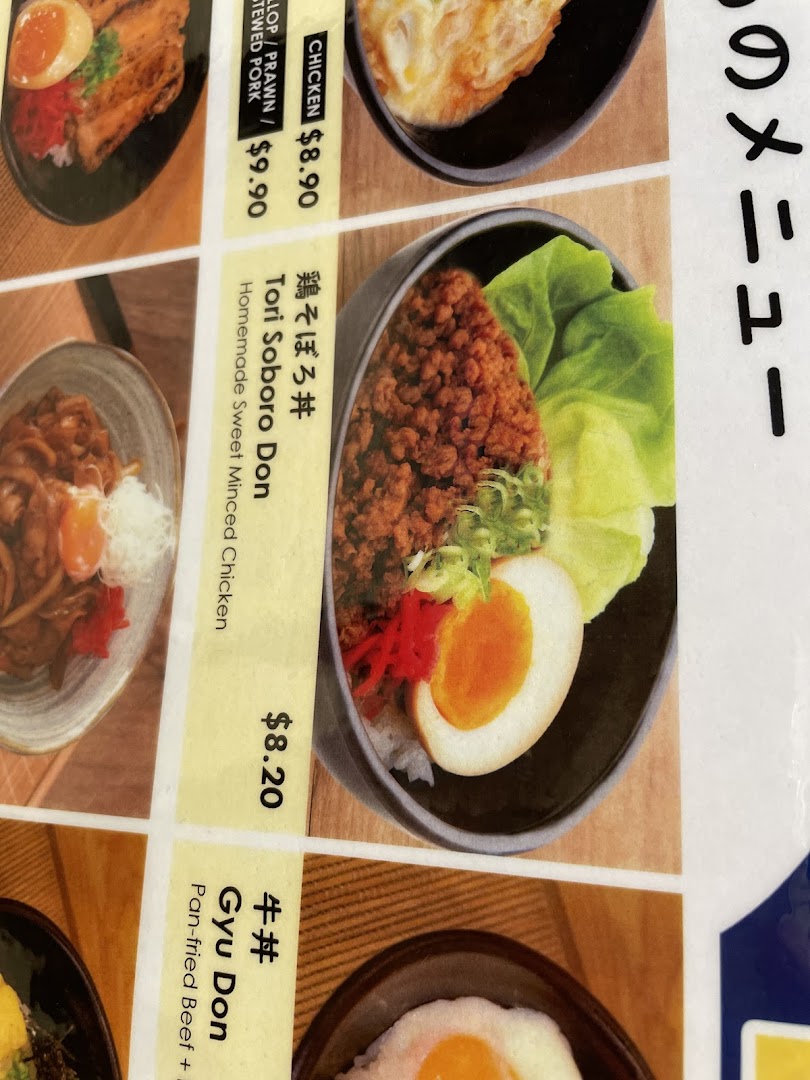 のメニュー
CHICKEN $8.90
PRAWN /
STEWED PORK $9.90
鶏そぼろ丼
Tori Soboro Don
Homemade Sweet Minced Chicken
$8.20
牛丼
Gyu Don
Pan-fried Beef +